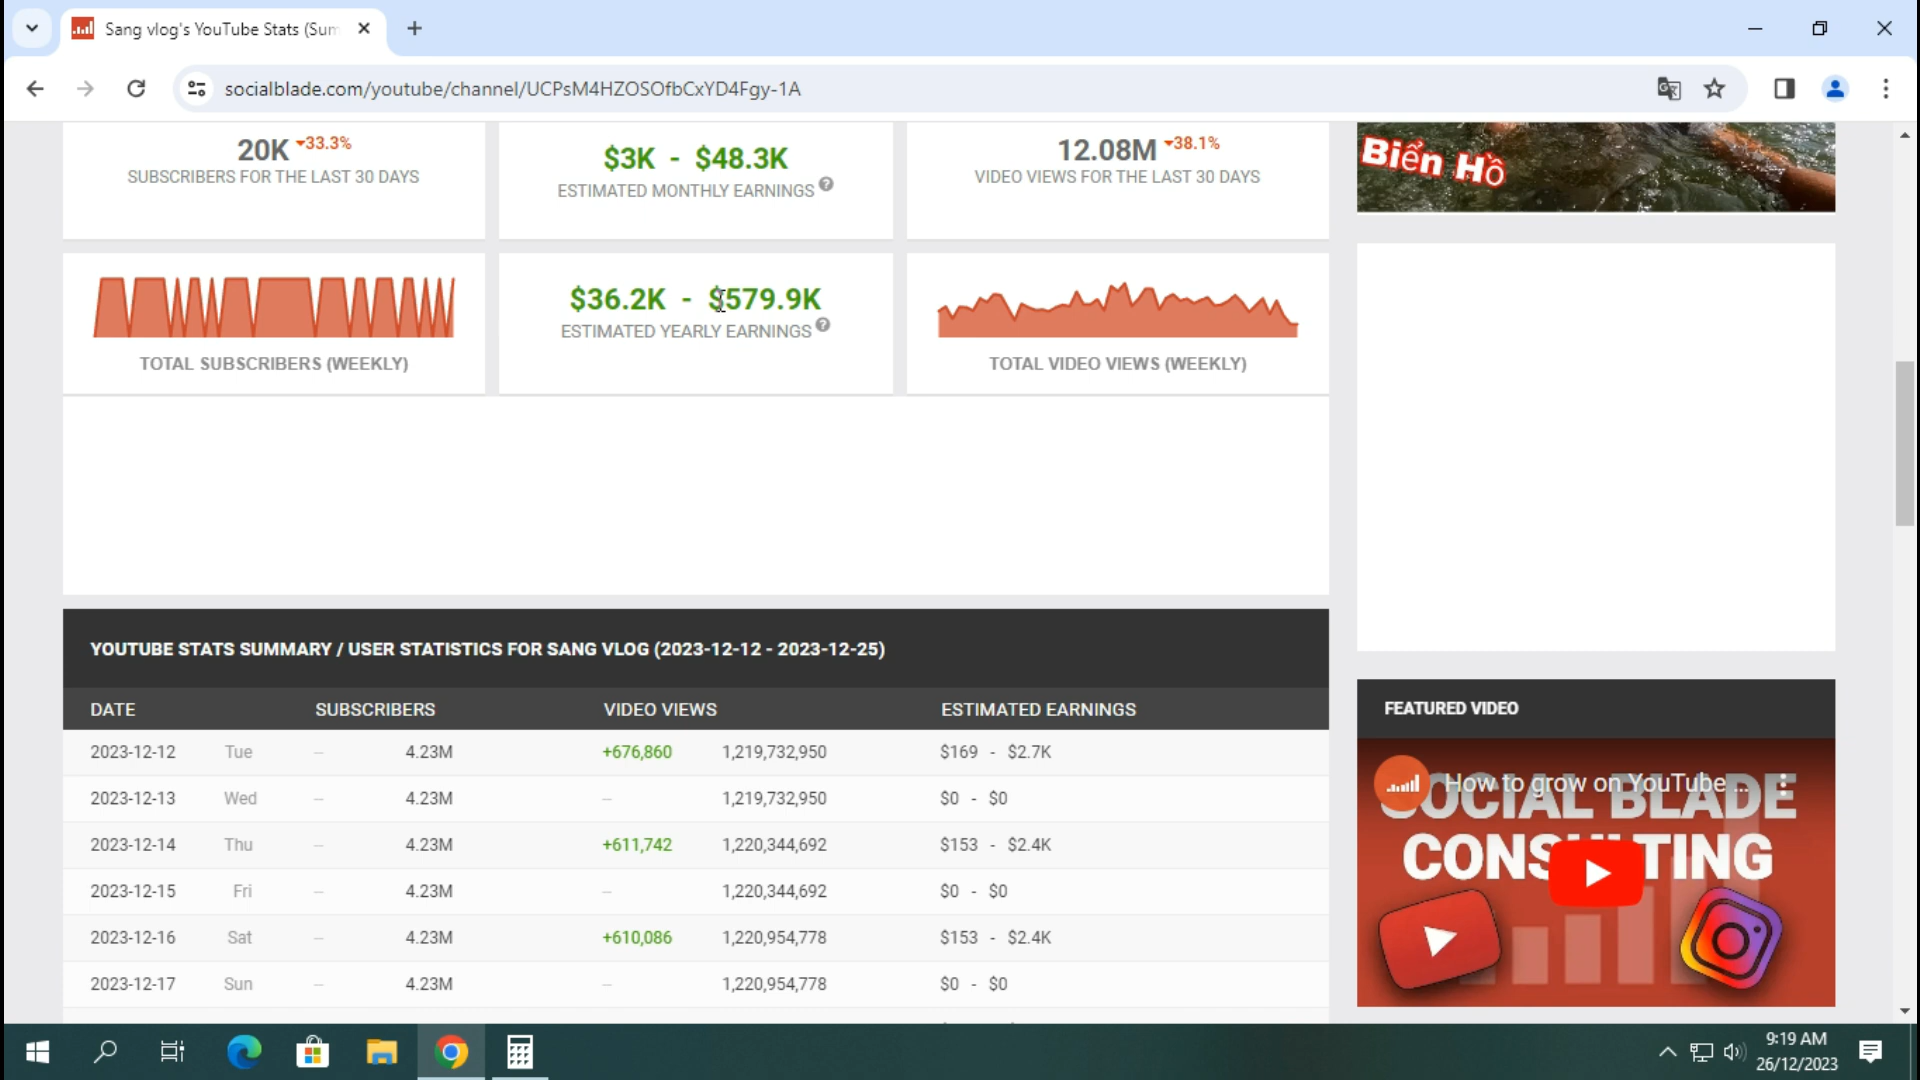 Sang vlog's YouTube Stats (Sum
socialblade.com/youtube/channel/UCPsM4HZOSOfbCxYD4Fgy-1A
20K 33.3%
SUBSCRIBERS FOR THE LAST 30 DAYS
$3K - $48.3K
ESTIMATED MONTHLY EARNINGS ?
12.08M 38.1%
VIDEO VIEWS FOR THE LAST 30 DAYS
Biển Hồ
TOTAL SUBSCRIBERS (WEEKLY)
$36.2K - $579.9K
ESTIMATED YEARLY EARNINGS ?
TOTAL VIDEO VIEWS (WEEKLY)
YOUTUBE STATS SUMMARY / USER STATISTICS FOR SANG VLOG (2023-12-12 - 2023-12-25)
DATE SUBSCRIBERS VIDEO VIEWS ESTIMATED EARNINGS
2023-12-12 Tue -- 4.23M +676,860 1,219,732,950 $169 - $2.7K
2023-12-13 Wed -- 4.23M -- 1,219,732,950 $0 - $0
2023-12-14 Thu -- 4.23M +611,742 1,220,344,692 $153 - $2.4K
2023-12-15 Fri -- 4.23M -- 1,220,344,692 $0 - $0
2023-12-16 Sat -- 4.23M +610,086 1,220,954,778 $153 - $2.4K
2023-12-17 Sun -- 4.23M -- 1,220,954,778 $0 - $0
FEATURED VIDEO
How to grow on YouTube ...
SOCIAL BLADE
CONSULTING
9:19 AM
26/12/2023